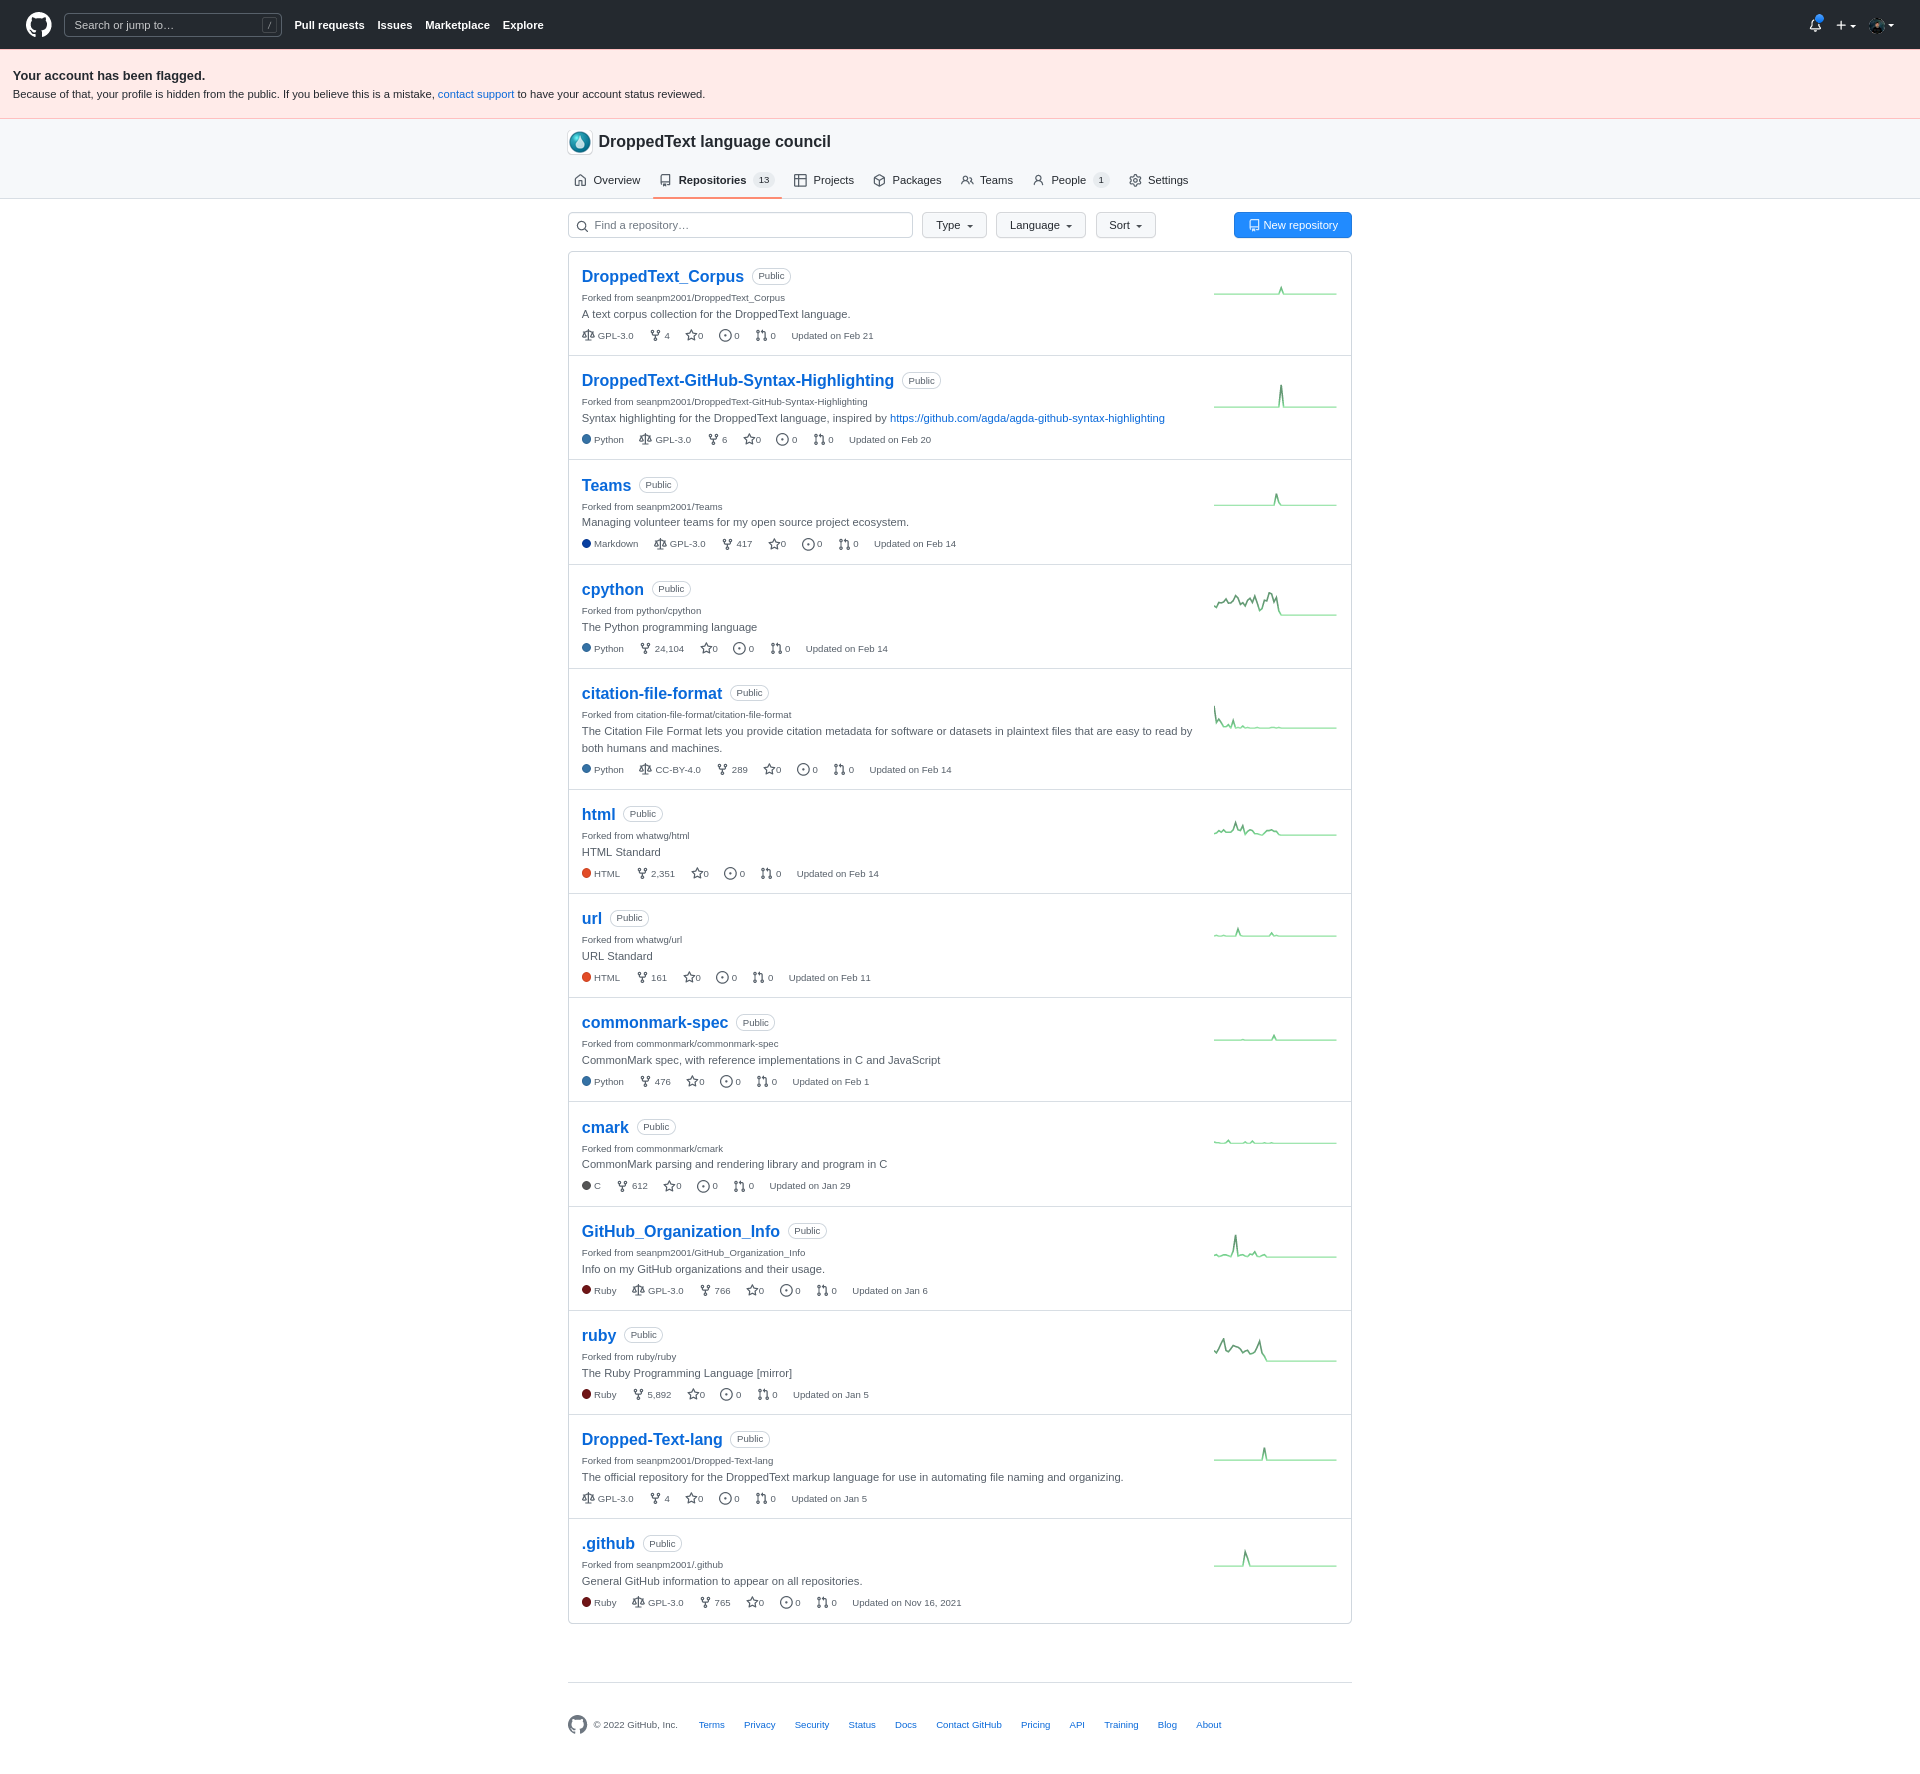 Search or jump to… /
Pull requests Issues Marketplace Explore
Your account has been flagged.
Because of that, your profile is hidden from the public. If you believe this is a mistake, contact support to have your account status reviewed.
DroppedText language council
Overview Repositories 13 Projects Packages Teams People 1 Settings
Find a repository… Type Language Sort New repository
DroppedText_Corpus Public
Forked from seanpm2001/DroppedText_Corpus
A text corpus collection for the DroppedText language.
GPL-3.0 4 0 0 0 Updated on Feb 21
DroppedText-GitHub-Syntax-Highlighting Public
Forked from seanpm2001/DroppedText-GitHub-Syntax-Highlighting
Syntax highlighting for the DroppedText language, inspired by https://github.com/agda/agda-github-syntax-highlighting
Python GPL-3.0 6 0 0 0 Updated on Feb 20
Teams Public
Forked from seanpm2001/Teams
Managing volunteer teams for my open source project ecosystem.
Markdown GPL-3.0 417 0 0 0 Updated on Feb 14
cpython Public
Forked from python/cpython
The Python programming language
Python 24,104 0 0 0 Updated on Feb 14
citation-file-format Public
Forked from citation-file-format/citation-file-format
The Citation File Format lets you provide citation metadata for software or datasets in plaintext files that are easy to read by
both humans and machines.
Python CC-BY-4.0 289 0 0 0 Updated on Feb 14
html Public
Forked from whatwg/html
HTML Standard
HTML 2,351 0 0 0 Updated on Feb 14
url Public
Forked from whatwg/url
URL Standard
HTML 161 0 0 0 Updated on Feb 11
commonmark-spec Public
Forked from commonmark/commonmark-spec
CommonMark spec, with reference implementations in C and JavaScript
Python 476 0 0 0 Updated on Feb 1
cmark Public
Forked from commonmark/cmark
CommonMark parsing and rendering library and program in C
C 612 0 0 0 Updated on Jan 29
GitHub_Organization_Info Public
Forked from seanpm2001/GitHub_Organization_Info
Info on my GitHub organizations and their usage.
Ruby GPL-3.0 766 0 0 0 Updated on Jan 6
ruby Public
Forked from ruby/ruby
The Ruby Programming Language [mirror]
Ruby 5,892 0 0 0 Updated on Jan 5
Dropped-Text-lang Public
Forked from seanpm2001/Dropped-Text-lang
The official repository for the DroppedText markup language for use in automating file naming and organizing.
GPL-3.0 4 0 0 0 Updated on Jan 5
.github Public
Forked from seanpm2001/.github
General GitHub information to appear on all repositories.
Ruby GPL-3.0 765 0 0 0 Updated on Nov 16, 2021
© 2022 GitHub, Inc. Terms Privacy Security Status Docs Contact GitHub Pricing API Training Blog About